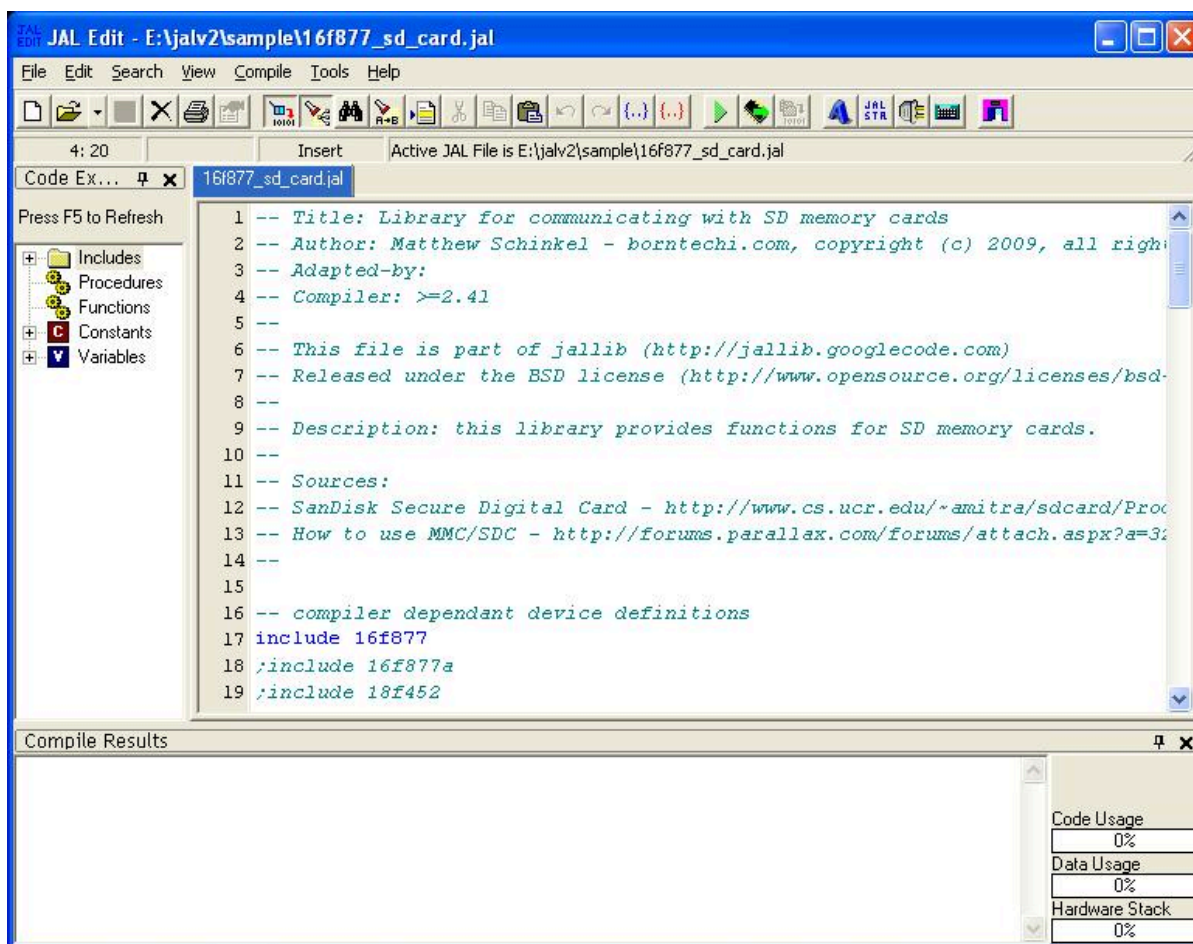 JAL EDIT JAL Edit - E:\jalv2\sample\16f877_sd_card.jal
File Edit Search View Compile Tools Help
10101 A→B {..} {..} 10101 A JAL STR
4: 20 Insert Active JAL File is E:\jalv2\sample\16f877_sd_card.jal
Code Ex...
16f877_sd_card.jal
Press F5 to Refresh
Includes
Procedures
Functions
C Constants
V Variables
1 -- Title: Library for communicating with SD memory cards
2 -- Author: Matthew Schinkel - borntechi.com, copyright (c) 2009, all
3 -- Adapted-by:
4 -- Compiler: >=2.4l
5 --
6 -- This file is part of jallib (http://jallib.googlecode.com)
7 -- Released under the BSD license (http://www.opensource.org/licenses/bsd-
8 --
9 -- Description: this library provides functions for SD memory cards.
10 --
11 -- Sources:
12 -- SanDisk Secure Digital Card - http://www.cs.ucr.edu/~amitra/sdcard/Prod
13 -- How to use MMC/SDC - http://forums.parallax.com/forums/attach.aspx?a=32
14 --
15
16 -- compiler dependant device definitions
17 include 16f877
18 ;include 16f877a
19 ;include 18f452
Compile Results
Code Usage
0%
Data Usage
0%
Hardware Stack
0%